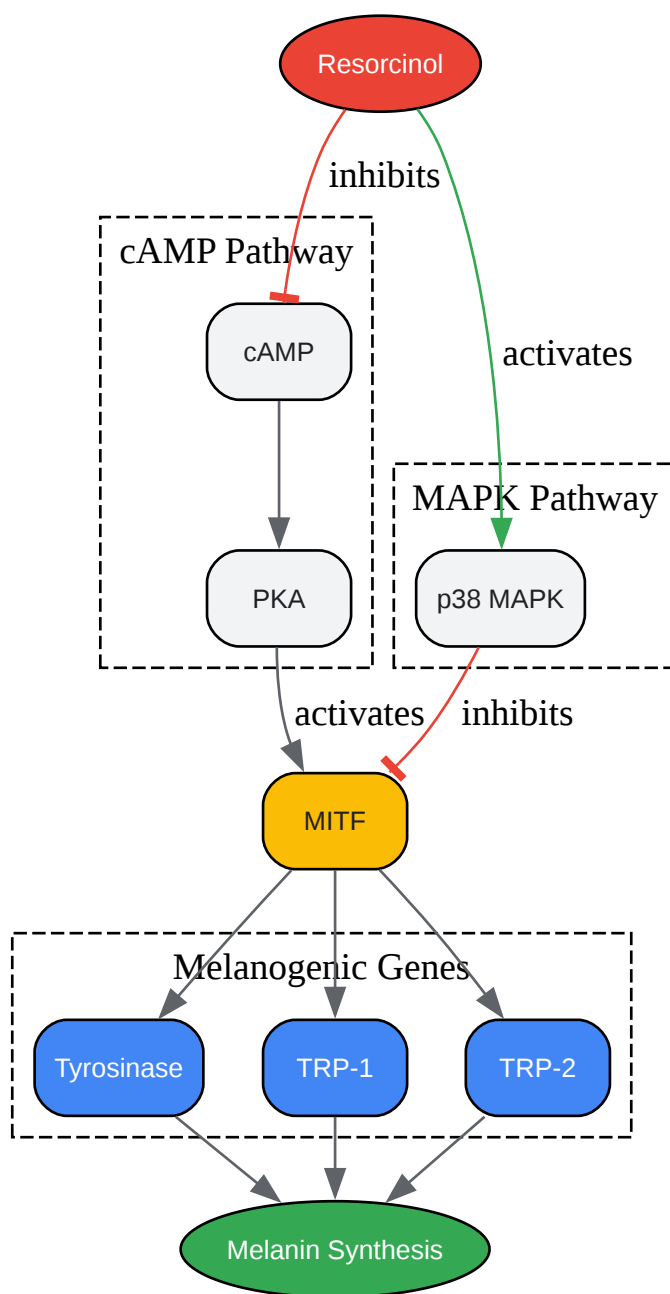 Resorcinol
inhibits
cAMP Pathway
cAMP
activates
MAPK Pathway
PKA
p38 MAPK
activates
inhibits
MITF
Melanogenic Genes
Tyrosinase
TRP-1
TRP-2
Melanin Synthesis